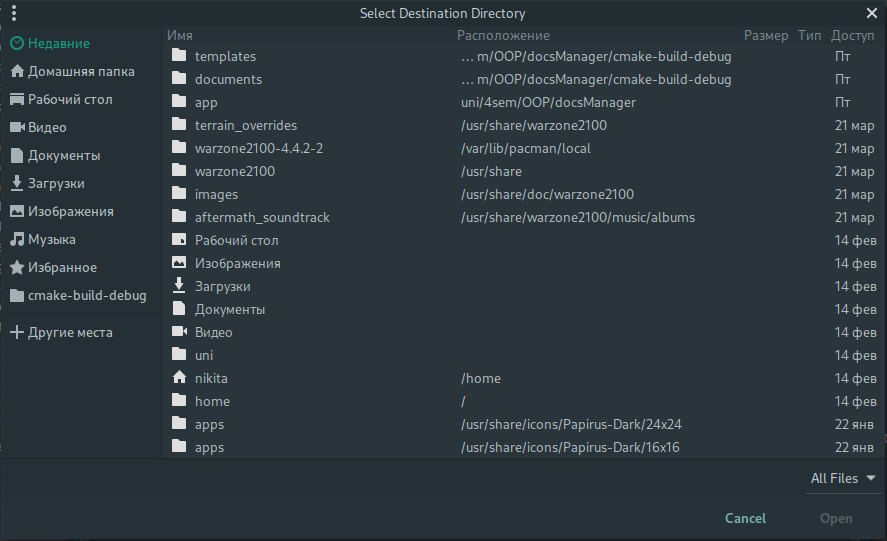 Select Destination Directory
Недавние
Домашняя папка
Рабочий стол
Видео
Документы
Загрузки
Изображения
Музыка
Избранное
cmake-build-debug
Другие места
Имя Расположение Размер Тип Доступ
templates … m/OOP/docsManager/cmake-build-debug Пт
documents … m/OOP/docsManager/cmake-build-debug Пт
app uni/4sem/OOP/docsManager Пт
terrain_overrides /usr/share/warzone2100 21 мар
warzone2100-4.4.2-2 /var/lib/pacman/local 21 мар
warzone2100 /usr/share 21 мар
images /usr/share/doc/warzone2100 21 мар
aftermath_soundtrack /usr/share/warzone2100/music/albums 21 мар
Рабочий стол 14 фев
Изображения 14 фев
Загрузки 14 фев
Документы 14 фев
Видео 14 фев
uni 14 фев
nikita /home 14 фев
home / 14 фев
apps /usr/share/icons/Papirus-Dark/24x24 22 янв
apps /usr/share/icons/Papirus-Dark/16x16 22 янв
All Files
Cancel Open